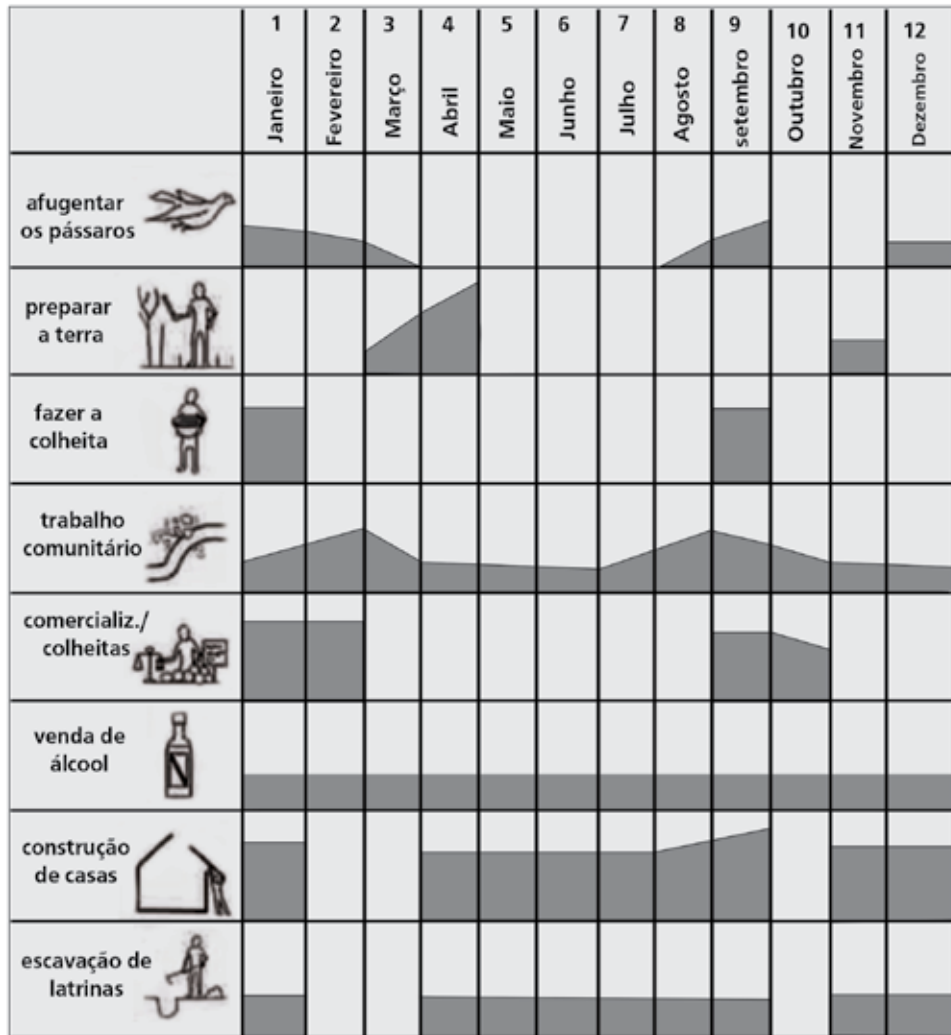 1 2 3 4 5 6 7 8 9 10 11 12
Janeiro Fevereiro Março Abril Maio Junho Julho Agosto setembro Outubro Novembro Dezembro
afugentar
os pássaros
preparar
a terra
fazer a
colheita
trabalho
comunitário
comercializ./
colheitas
venda de
álcool
construção
de casas
escavação de
latrinas